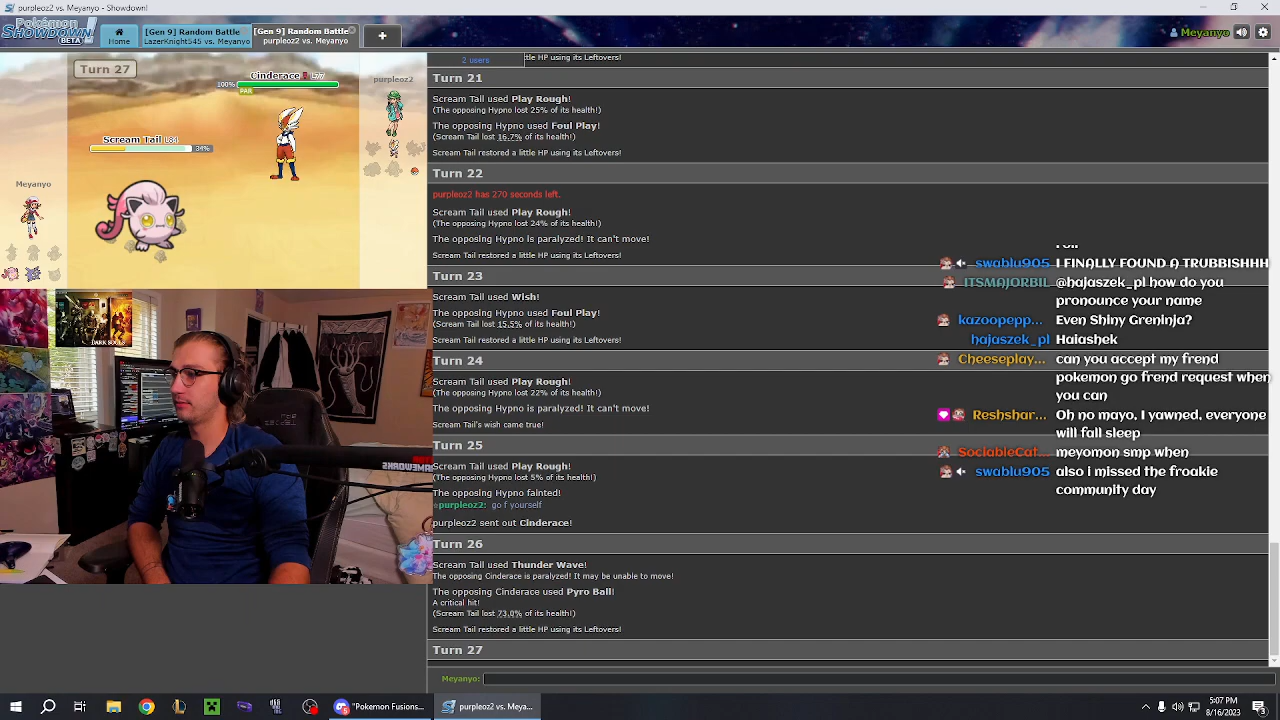 purpleoz2 vs. Meyanyo - Showdown!
Pokémon
SHOWDOWN
BETA
Home
[Gen 9] Random Battle
LazerKnight545 vs. Meyanyo
[Gen 9] Random Battle
purpleoz2 vs. Meyanyo
Meyanyo
2 users
Turn 27
Cinderace L77
100%
PAR
purpleoz2
Scream Tail L84
34%
Meyanyo
DARK SOULS
tle using its Leftovers!
Turn 21
Scream Tail used Play Rough!
(The opposing Hypno lost 25% of its health!)
The opposing Hypno used Foul Play!
(Scream Tail lost 16.7% of its health!)
Scream Tail restored a little HP using its Leftovers!
Turn 22
purpleoz2 has 270 seconds left.
Scream Tail used Play Rough!
(The opposing Hypno lost 24% of its health!)
The opposing Hypno is paralyzed! It can't move!
Scream Tail restored a little HP using its Leftovers!
Turn 23
Scream Tail used Wish!
The opposing Hypno used Foul Play!
(Scream Tail lost 15.5% of its health!)
Scream Tail restored a little HP using its Leftovers!
Turn 24
Scream Tail used Play Rough!
(The opposing Hypno lost 22% of its health!)
The opposing Hypno is paralyzed! It can't move!
Scream Tail's wish came true!
Turn 25
Scream Tail used Play Rough!
(The opposing Hypno lost 5% of its health!)
The opposing Hypno fainted!
purpleoz2: go f yourself
purpleoz2 sent out Cinderace!
Turn 26
Scream Tail used Thunder Wave!
The opposing Cinderace is paralyzed! It may be unable to move!
The opposing Cinderace used Pyro Ball!
A critical hit!
(Scream Tail lost 73.0% of its health!)
Scream Tail restored a little HP using its Leftovers!
Turn 27
Meyanyo:
swablu905 I FINALLY FOUND A TRUBBISHHH
ITSMAJORBIL @hajaszek_pl how do you
pronounce your name
kazoopepp... Even Shiny Greninja?
hajaszek_pl Haiashek
Cheeseplay... can you accept my frend
pokemon go frend request when
you can
Reshshar... Oh no mayo, I yawned, everyone
will fall sleep
SociableCat... meyomon smp when
swablu905 also i missed the froakie
community day
"Pokemon Fusions...
purpleoz2 vs. Meya...
5:07 PM
8/16/2023